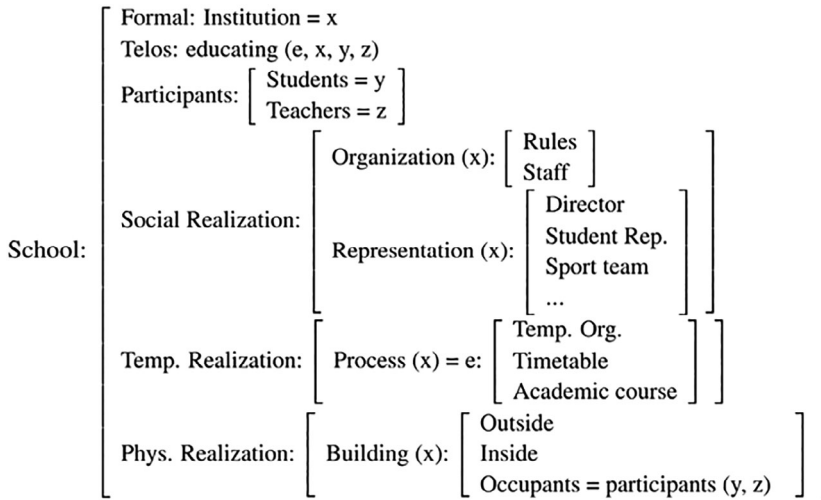 Formal: Institution = x
Telos: educating (e, x, y, z)
Participants:
Students = y
Teachers = z
School:
Social Realization:
Organization (x):
Rules
Staff
Representation (x):
Director
Student Rep.
Sport team
...
Temp. Realization:
Process (x) = e:
Temp. Org.
Timetable
Academic course
Phys. Realization:
Building (x):
Outside
Inside
Occupants = participants (y, z)